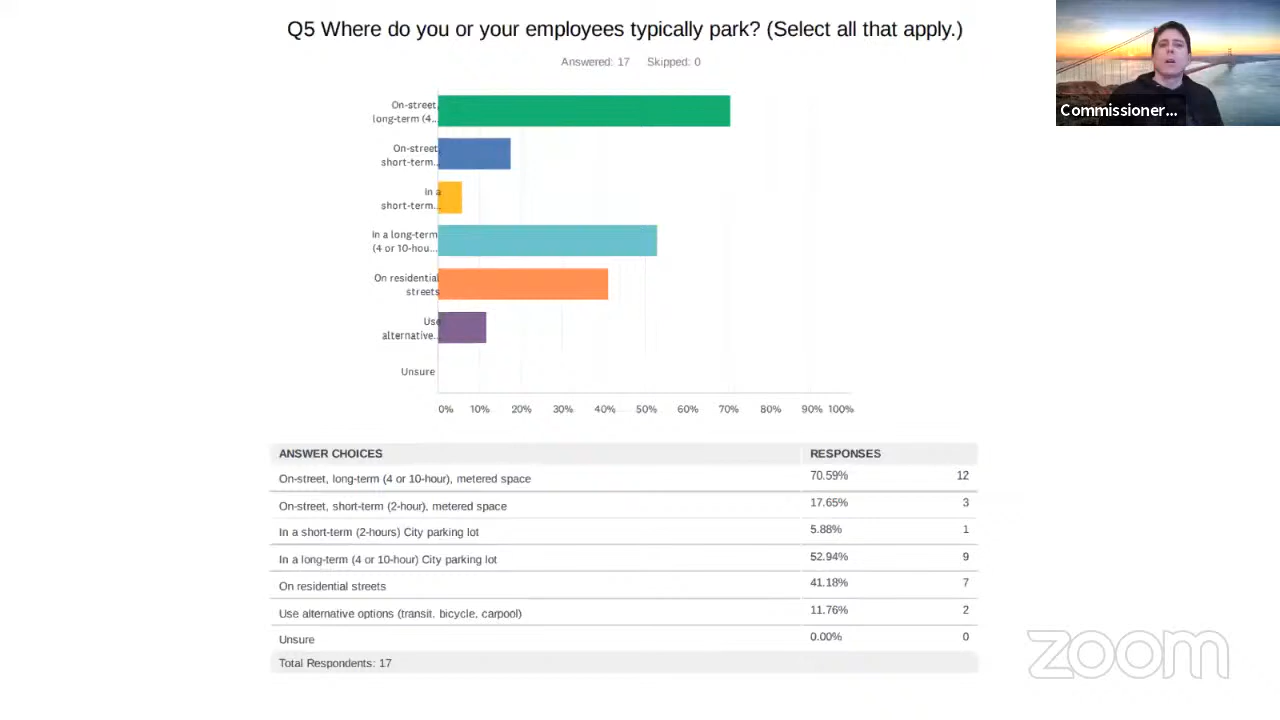 Q5 Where do you or your employees typically park? (Select all that apply.)
Answered: 17 Skipped: 0
Commissioner...
On-street,
long-term (4..
On-street,
short-term...
In a
short-term...
In a long-term
(4 or 10-hou...
On residential
streets
Use
alternative...
Unsure
0% 10% 20% 30% 40% 50% 60% 70% 80% 90% 100%
ANSWER CHOICES RESPONSES
On-street, long-term (4 or 10-hour), metered space 70.59% 12
On-street, short-term (2-hour), metered space 17.65% 3
In a short-term (2-hours) City parking lot 5.88% 1
In a long-term (4 or 10-hour) City parking lot 52.94% 9
On residential streets 41.18% 7
Use alternative options (transit, bicycle, carpool) 11.76% 2
Unsure 0.00% 0
Total Respondents: 17
zoom